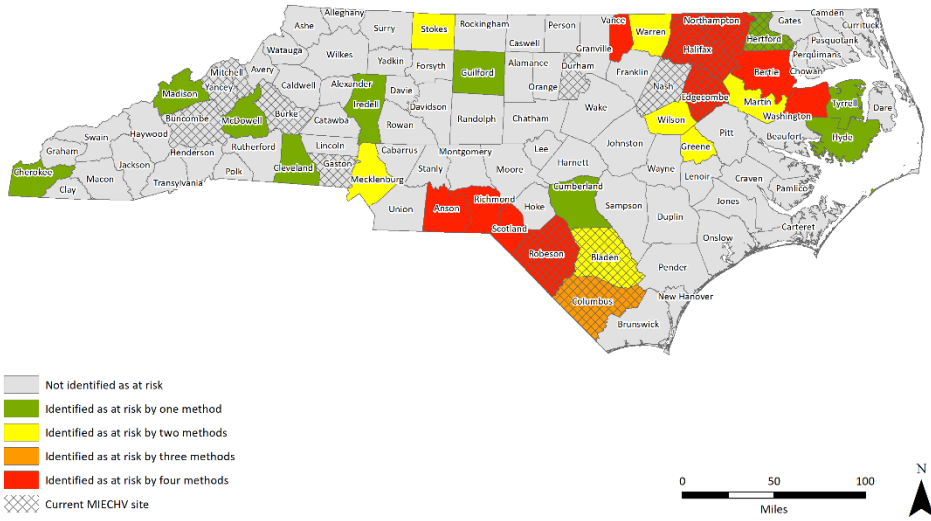 Alleghany
Ashe
Surry
Stokes
Rockingham
Caswell
Person
Granville
Vance
Warren
Northampton
Gates
Camden
Currituck
Pasquotank
Perquimans
Hertford
Halifax
Watauga
Wilkes
Yadkin
Forsyth
Guilford
Alamance
Orange
Durham
Franklin
Nash
Bertie
Chowan
Mitchell
Avery
Yancey
Caldwell
Alexander
Iredell
Davie
Davidson
Randolph
Chatham
Wake
Edgecombe
Martin
Washington
Tyrrell
Dare
Madison
Buncombe
McDowell
Burke
Catawba
Rowan
Wilson
Pitt
Beaufort
Hyde
Swain
Haywood
Rutherford
Lincoln
Cabarrus
Montgomery
Lee
Johnston
Greene
Graham
Cherokee
Clay
Macon
Jackson
Transylvania
Henderson
Polk
Cleveland
Gaston
Mecklenburg
Stanly
Moore
Harnett
Wayne
Lenoir
Craven
Pamlico
Union
Anson
Richmond
Scotland
Hoke
Cumberland
Sampson
Duplin
Jones
Onslow
Carteret
Robeson
Bladen
Pender
Columbus
New Hanover
Brunswick
Not identified as at risk
Identified as at risk by one method
Identified as at risk by two methods
Identified as at risk by three methods
Identified as at risk by four methods
Current MIECHV site
0 50 100
Miles
N